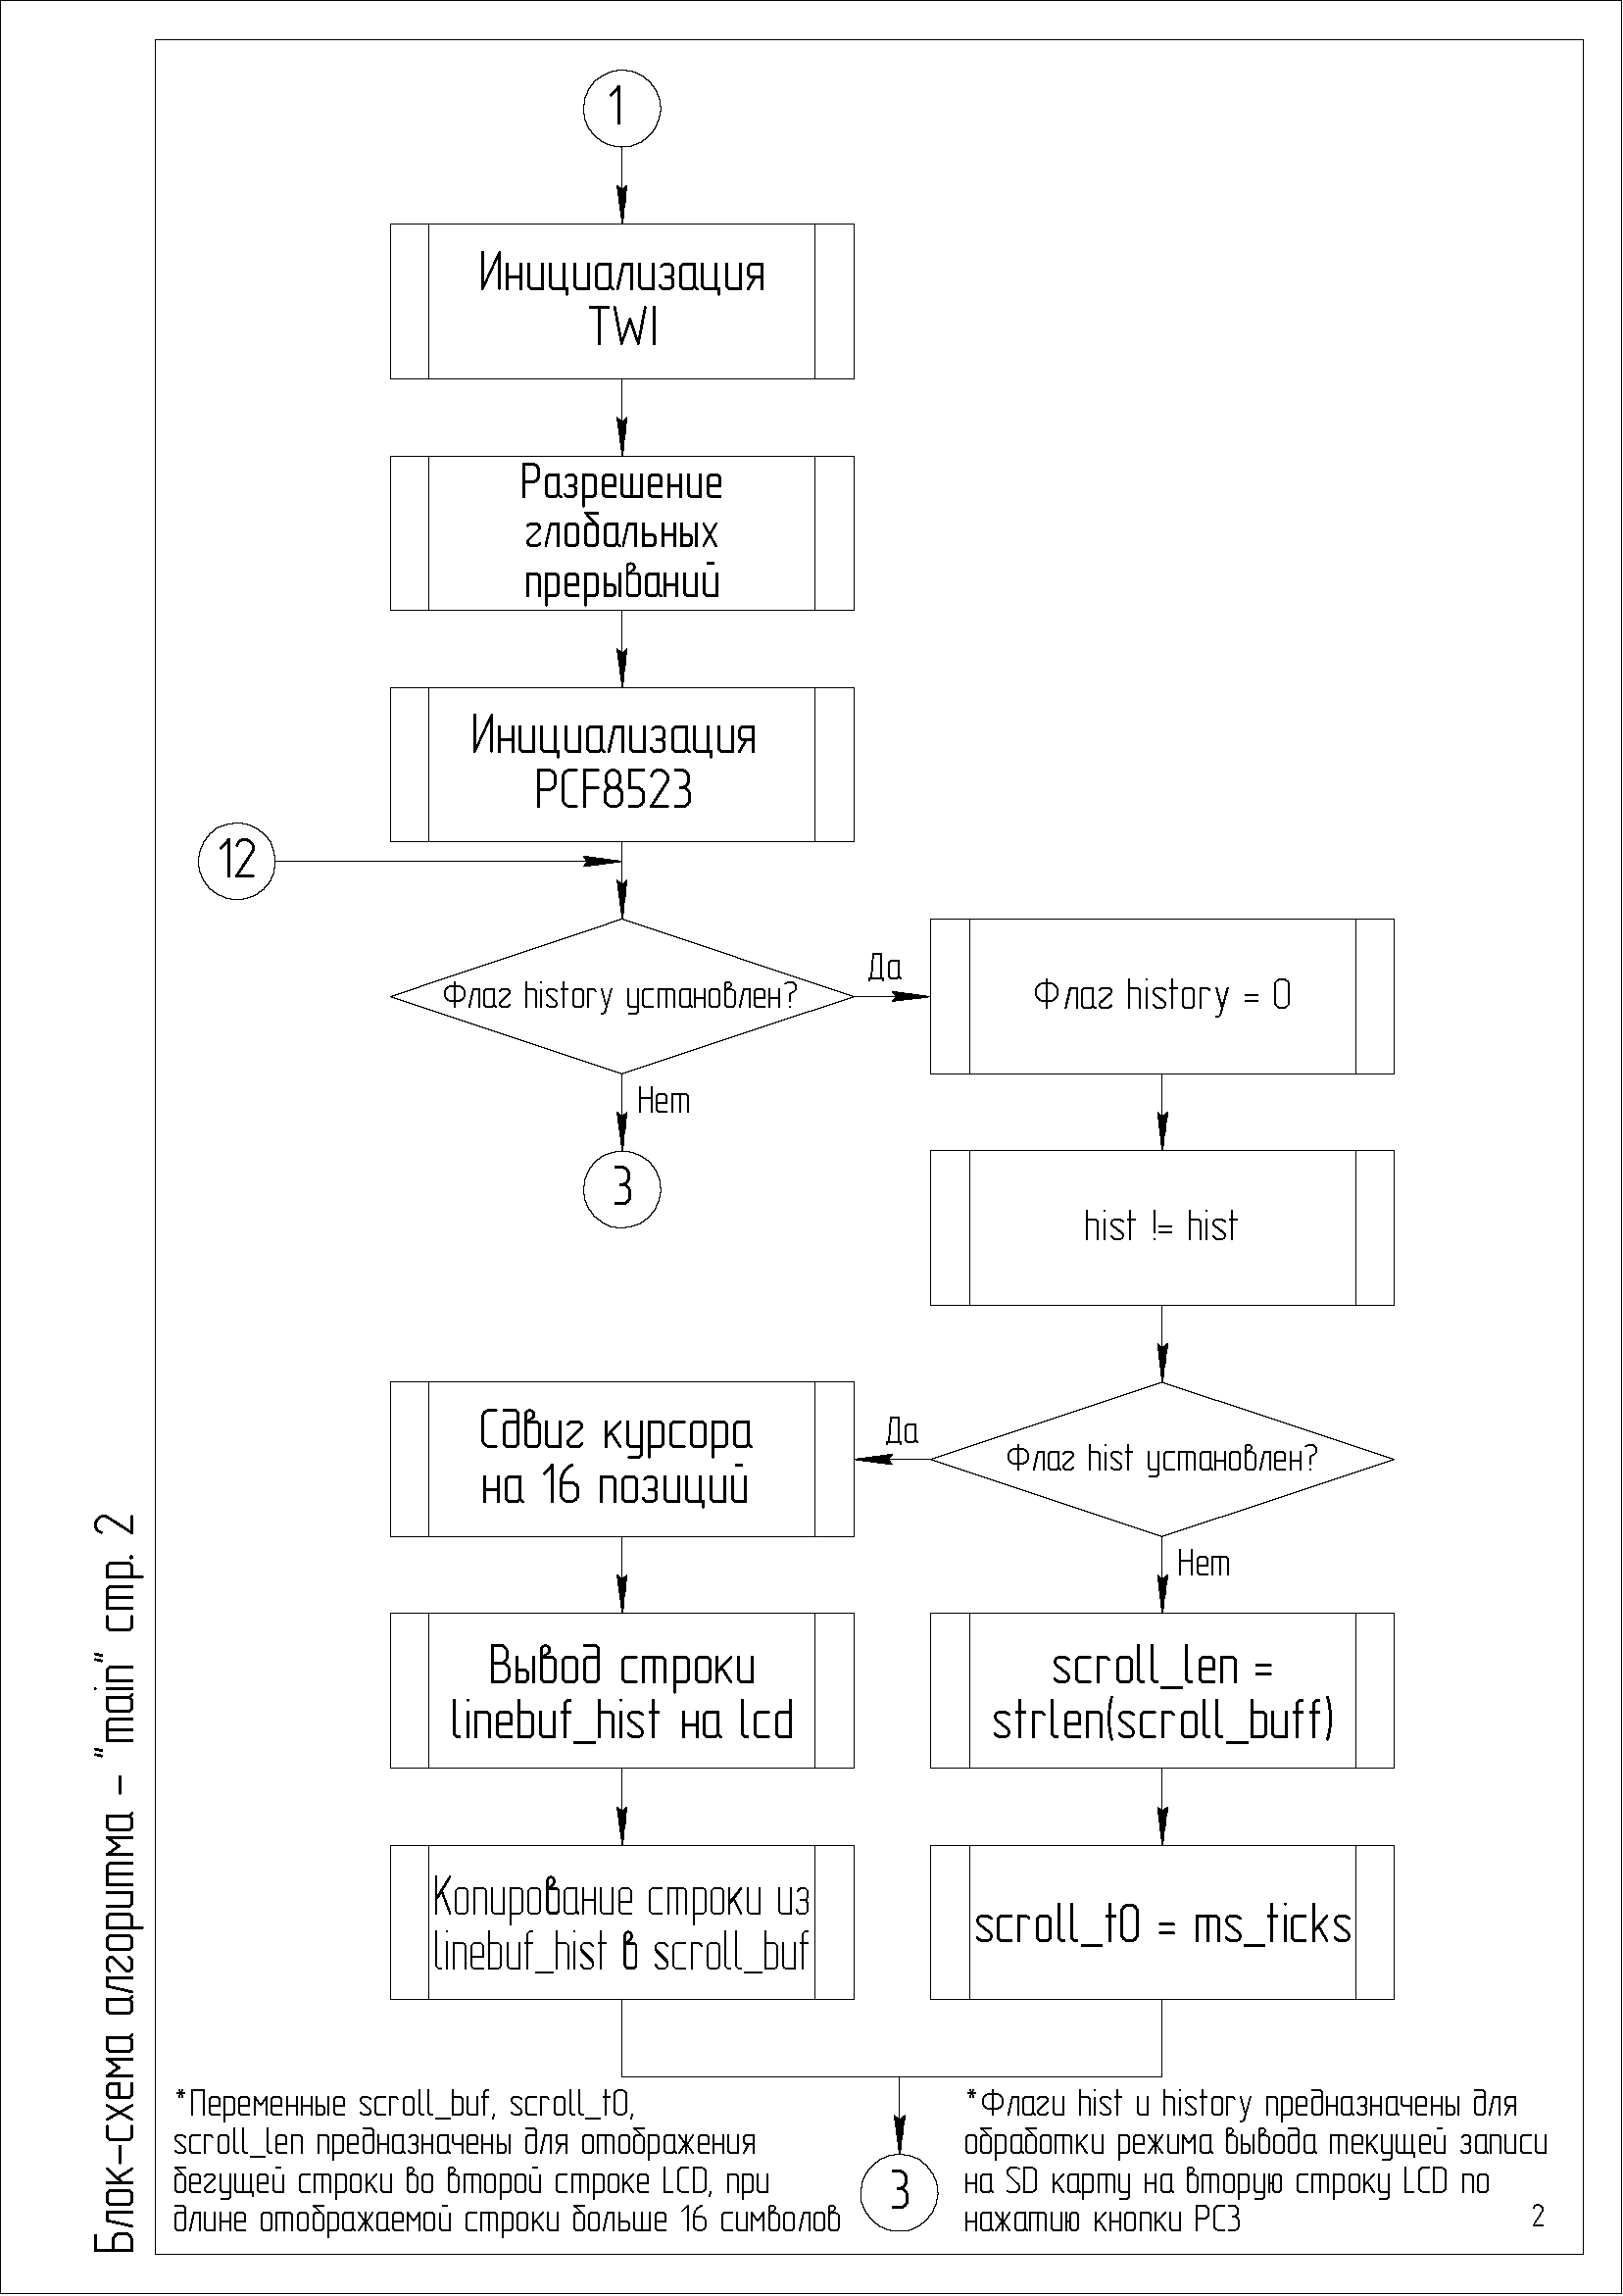 1
Инициализация
TWI
Разрешение
глобальных
прерываний
Инициализация
PCF8523
12
Флаг history установлен?
Да
Флаг history = 0
Нет
3
hist != hist
Флаг hist установлен?
Да
Сдвиг курсора
на 16 позиций
Нет
Вывод строки
linebuf_hist на lcd
scroll_len =
strlen(scroll_buff)
Копирование строки из
linebuf_hist в scroll_buf
scroll_t0 = ms_ticks
*Переменные scroll_buf, scroll_t0,
scroll_len предназначены для отображения
бегущей строки во второй строке LCD, при
длине отображаемой строки больше 16 символов
3
*Флаги hist и history предназначены для
обработки режима вывода текущей записи
на SD карту на вторую строку LCD по
нажатию кнопки PC3
2
Блок-схема алгоритма - "main" стр. 2